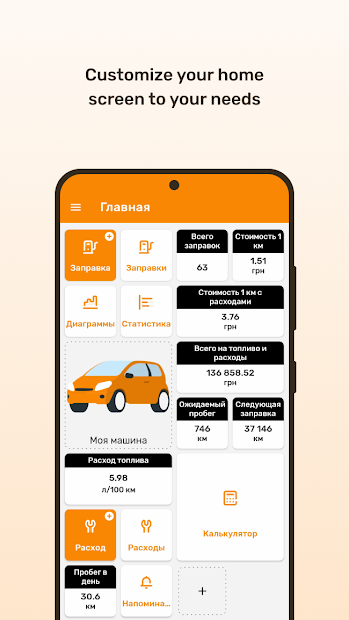 Customize your home
screen to your needs
Главная
Заправка
Заправки
Всего
заправок
63
Стоимость 1
км
1.51
грн
Диаграммы
Статистика
Стоимость 1 км с
расходами
3.76
грн
Моя машина
Всего на топливо и
расходы
136 858.52
грн
Ожидаемый
пробег
746
км
Следующая
заправка
37 146
км
Расход топлива
5.98
л/100 км
Калькулятор
Расход
Расходы
Пробег в
день
30.6
км
Напомина...
+